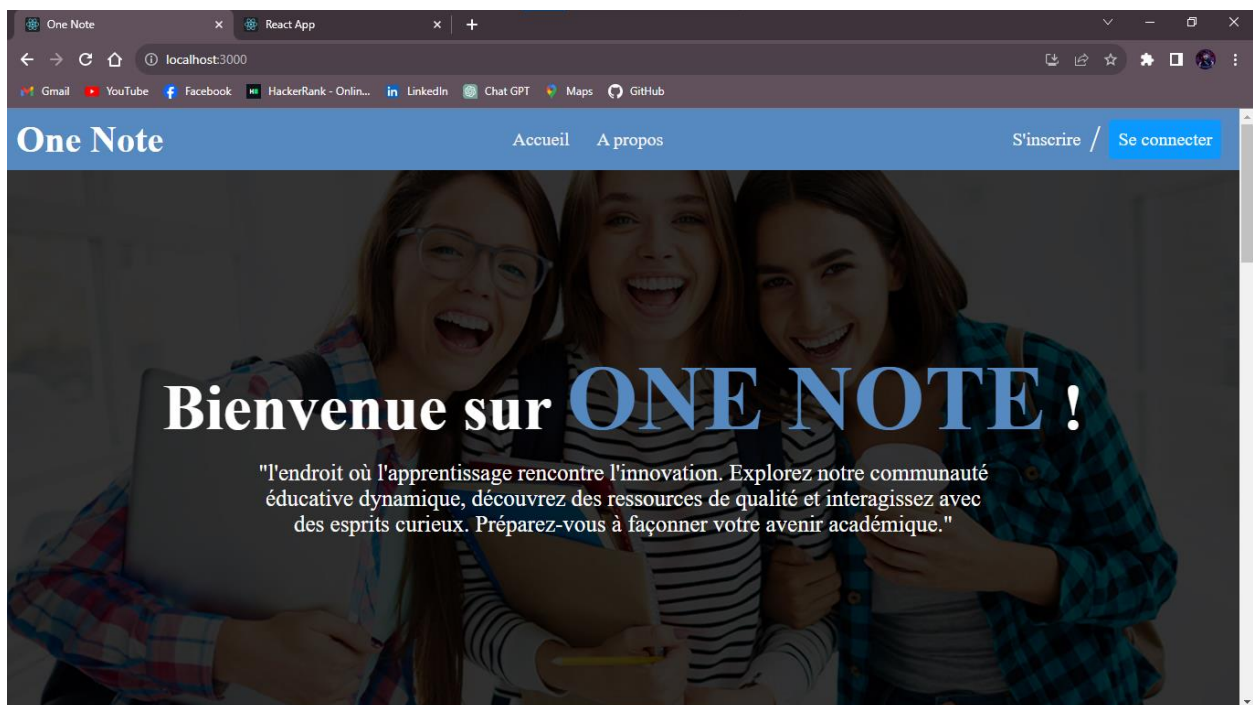 One Note
React App
localhost:3000
Gmail YouTube Facebook HackerRank - Onlin... LinkedIn Chat GPT Maps GitHub
One Note Accueil A propos S'inscrire / Se connecter
Bienvenue sur ONE NOTE !
"l'endroit où l'apprentissage rencontre l'innovation. Explorez notre communauté
éducative dynamique, découvrez des ressources de qualité et interagissez avec
des esprits curieux. Préparez-vous à façonner votre avenir académique."